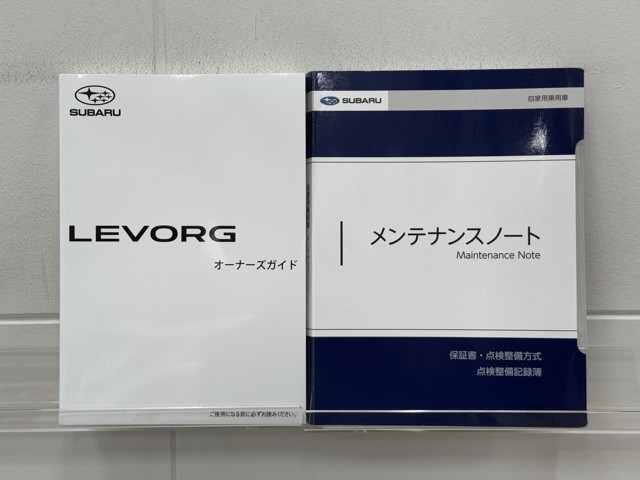 SUBARU
LEVORG
オーナーズガイド
ご使用になる前に必ずお読みください。
SUBARU
自家用乗用車
メンテナンスノート
Maintenance Note
保証書・点検整備方式
点検整備記録簿